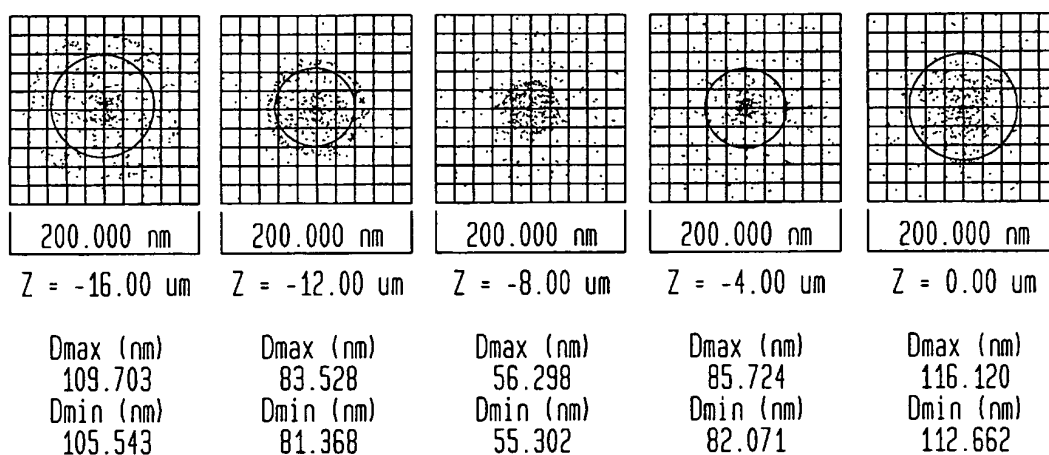 200.000 nm 200.000 nm 200.000 nm 200.000 nm 200.000 nm
Z = -16.00 um Z = -12.00 um Z = -8.00 um Z = -4.00 um Z = 0.00 um
Dmax (nm) Dmax (nm) Dmax (nm) Dmax (nm) Dmax (nm)
109.703 83.528 56.298 85.724 116.120
Dmin (nm) Dmin (nm) Dmin (nm) Dmin (nm) Dmin (nm)
105.543 81.368 55.302 82.071 112.662